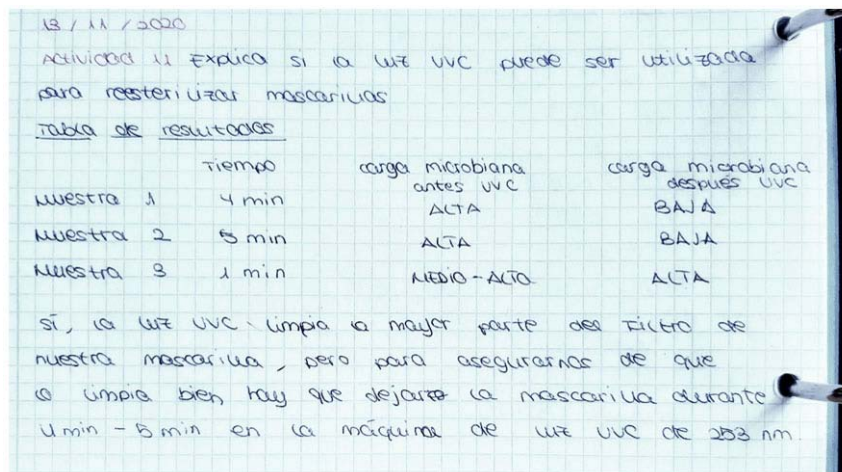 13/11/2020
Actividad 11 Explica si la luz UVC puede ser utilizada
para reesterilizar mascarillas
Tabla de resultados
Tiempo carga microbiana antes UVC carga microbiana después UVC
Muestra 1 4 min ALTA BAJA
Muestra 2 5 min ALTA BAJA
Muestra 3 1 min MEDIO-ALTO ALTA
sí, la luz UVC limpia la mayor parte del filtro de
nuestra mascarilla, pero para asegurarnos de que
lo limpia bien hay que dejar la mascarilla durante
4 min - 5 min en la máquina de luz UVC de 253 nm.